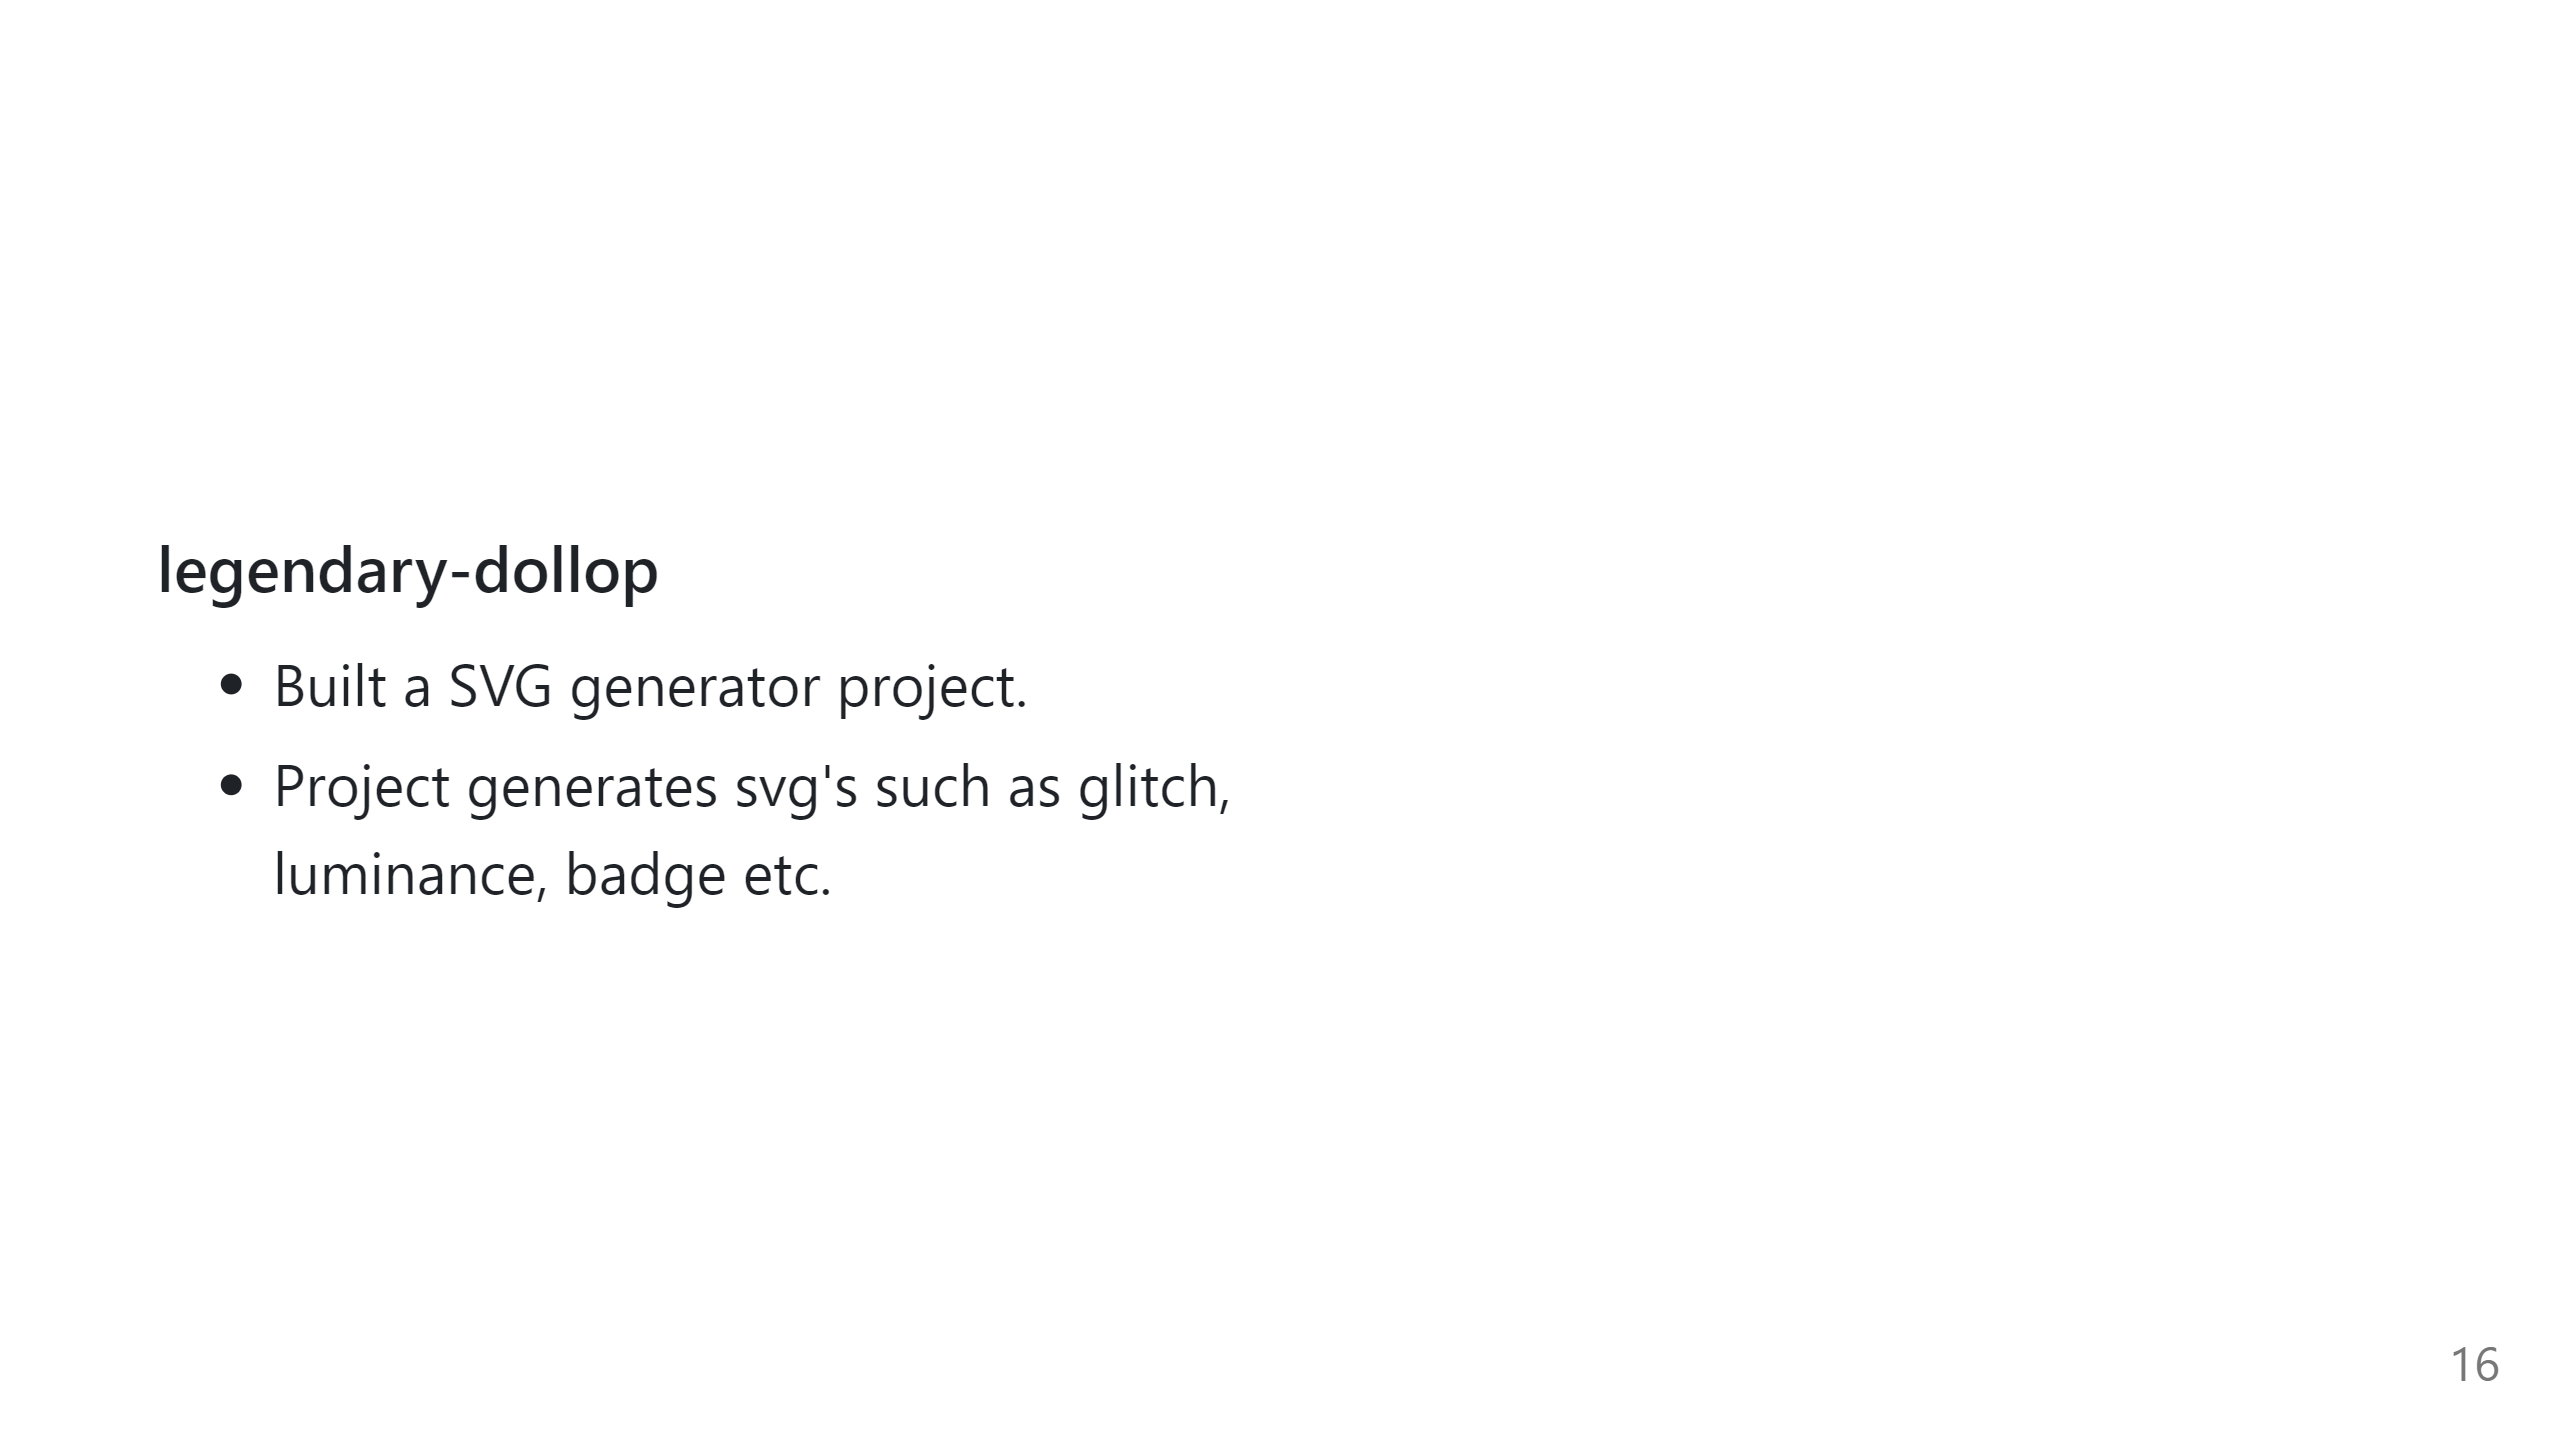 legendary-dollop
• Built a SVG generator project.
• Project generates svg's such as glitch,
luminance, badge etc.
16